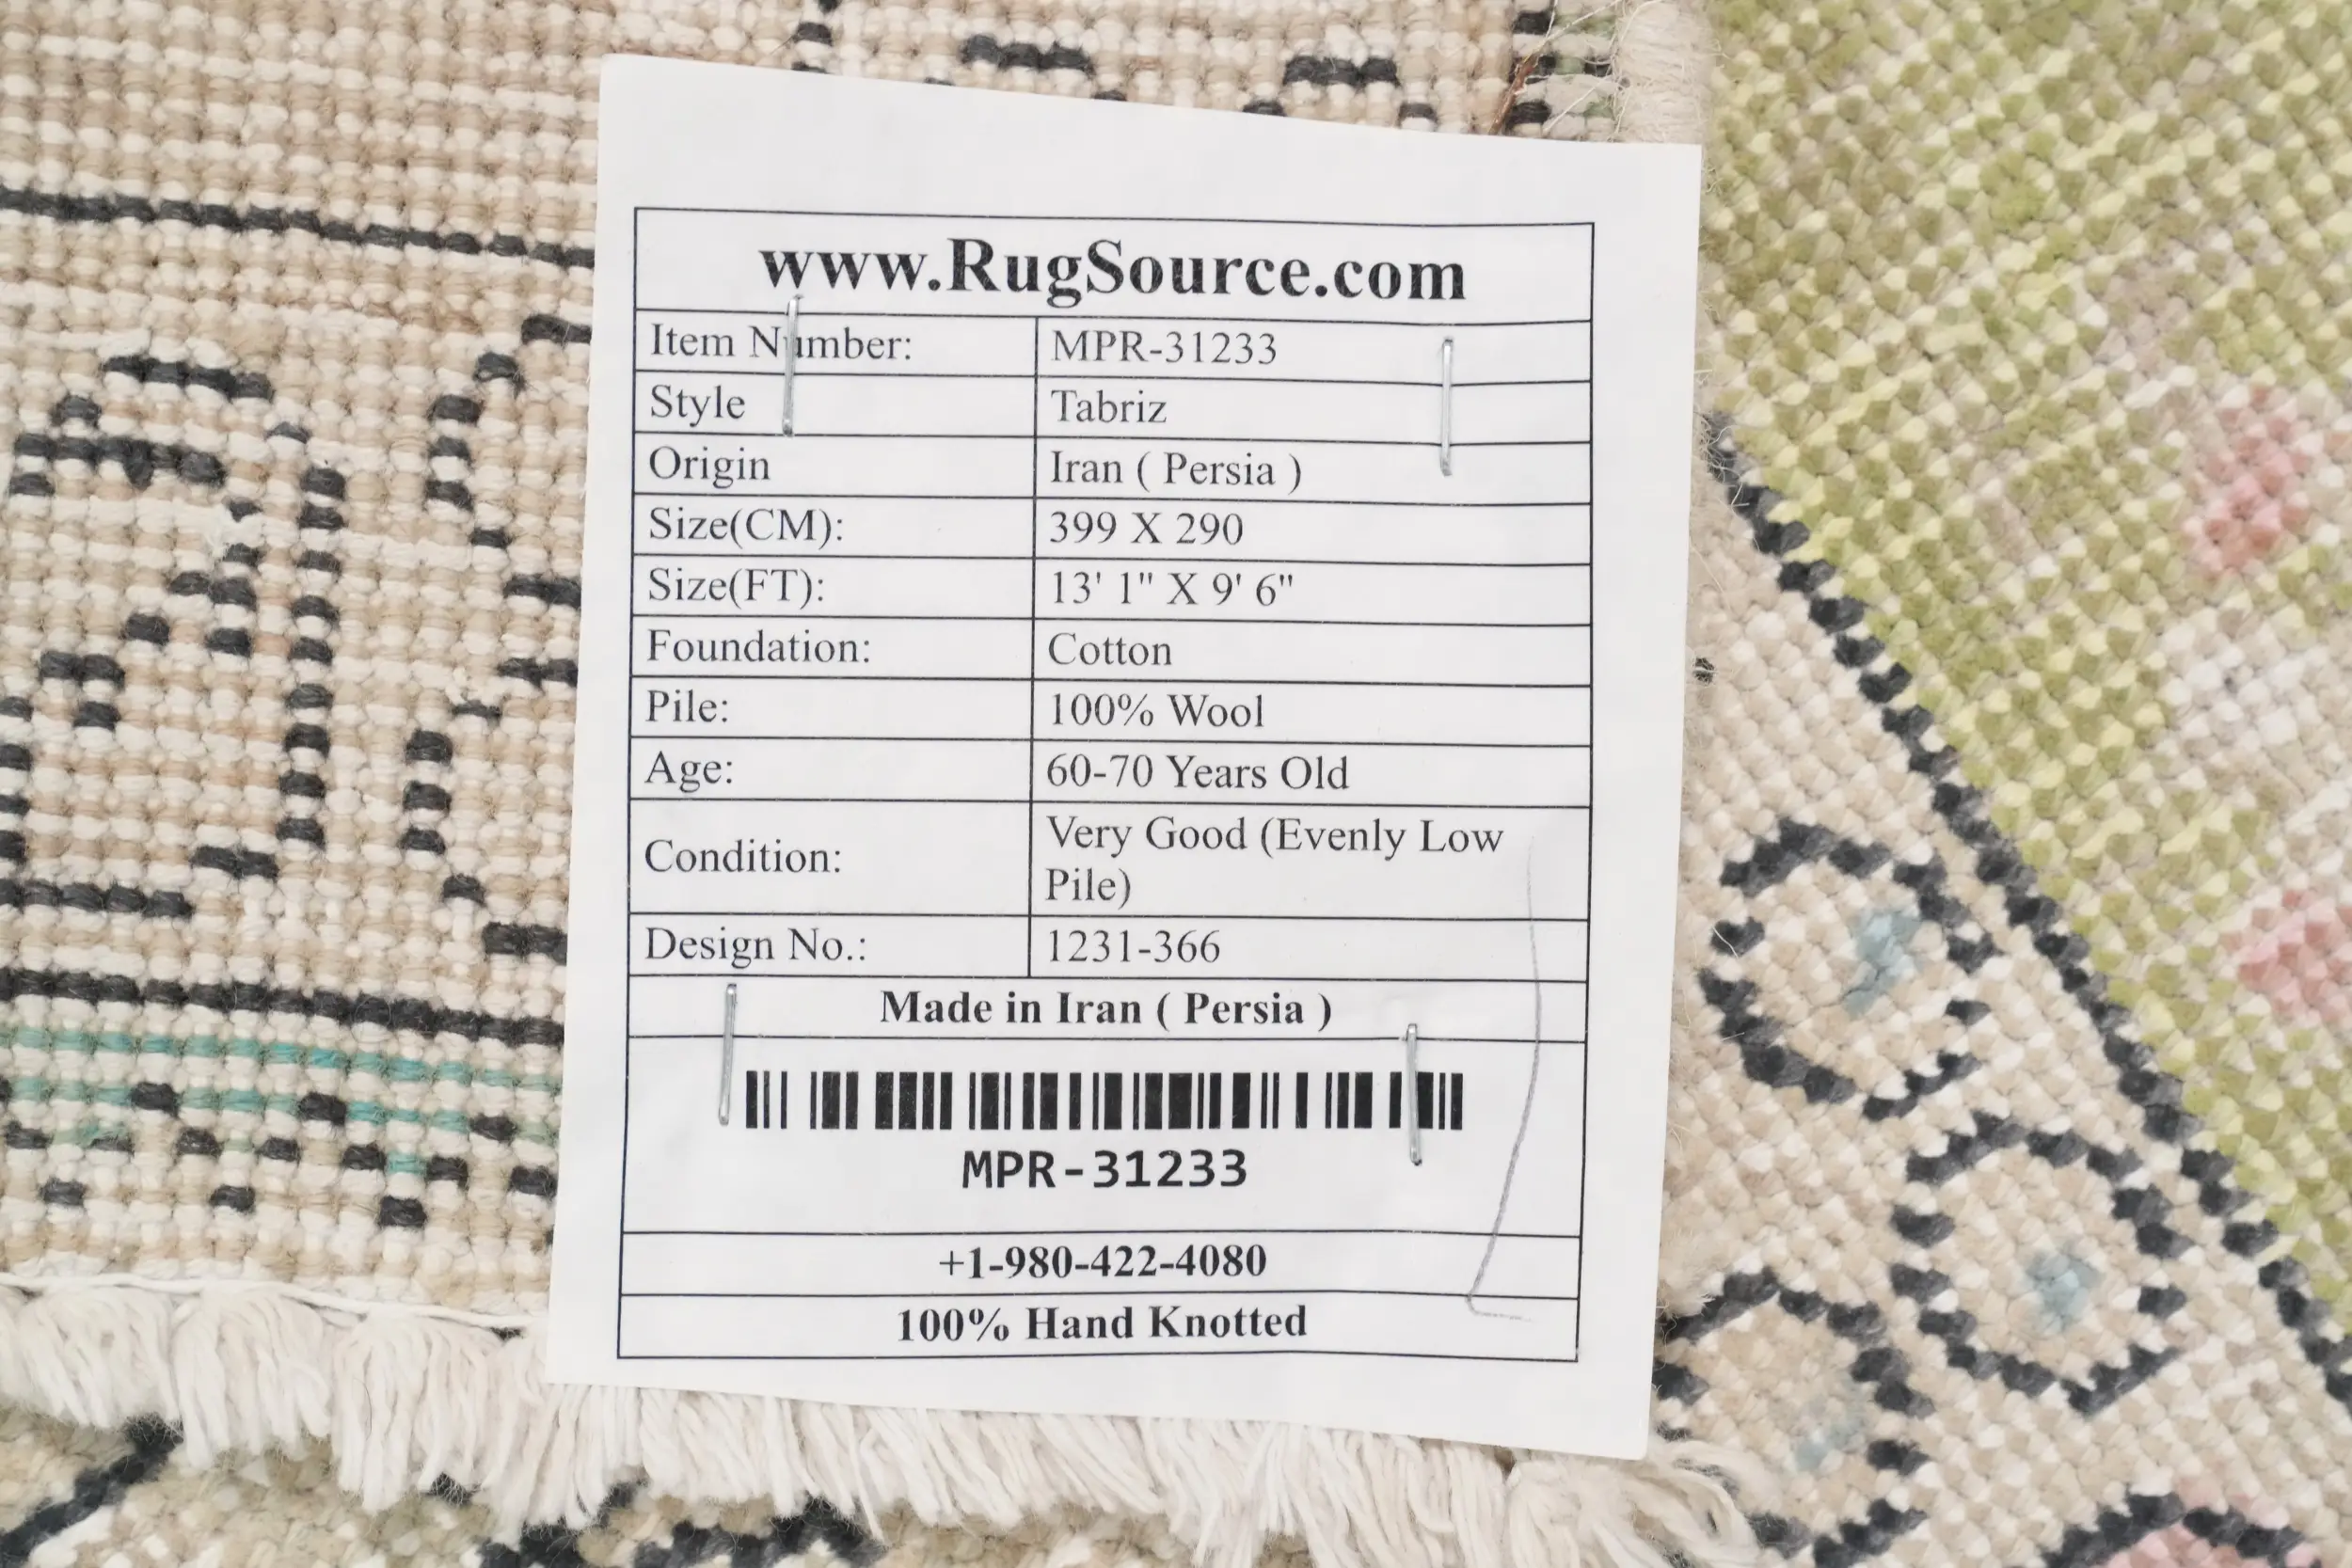 www.RugSource.com
Item Number: MPR-31233
Style Tabriz
Origin Iran ( Persia )
Size(CM): 399 X 290
Size(FT): 13' 1" X 9' 6"
Foundation: Cotton
Pile: 100% Wool
Age: 60-70 Years Old
Condition: Very Good (Evenly Low
Pile)
Design No.: 1231-366
Made in Iran ( Persia )
MPR-31233
+1-980-422-4080
100% Hand Knotted